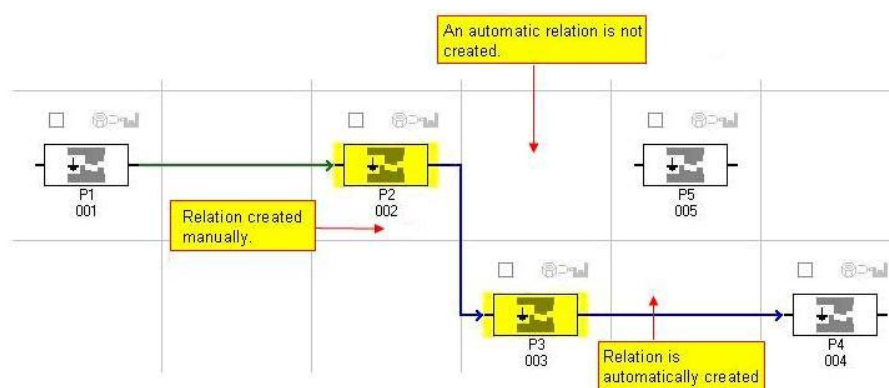 An automatic relation is not
created.
P1
001
P2
002
P5
005
Relation created
manually.
P3
003
P4
004
Relation is
automatically created